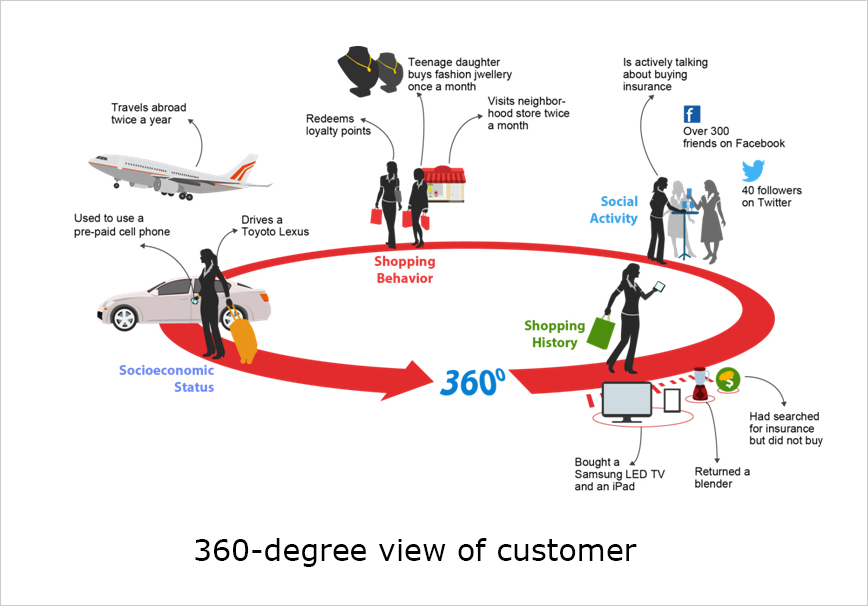 Travels abroad
twice a year
Used to use a
pre-paid cell phone
Drives a
Toyoto Lexus
Socioeconomic
Status
Redeems
loyalty points
Teenage daughter
buys fashion jwellery
once a month
Visits neighbor-
hood store twice
a month
Shopping
Behavior
Is actively talking
about buying
insurance
f
Over 300
friends on Facebook
40 followers
on Twitter
Social
Activity
Shopping
History
360⁰
$
Had searched
for insurance
but did not buy
Bought a
Samsung LED TV
and an iPad
Returned a
blender
360-degree view of customer